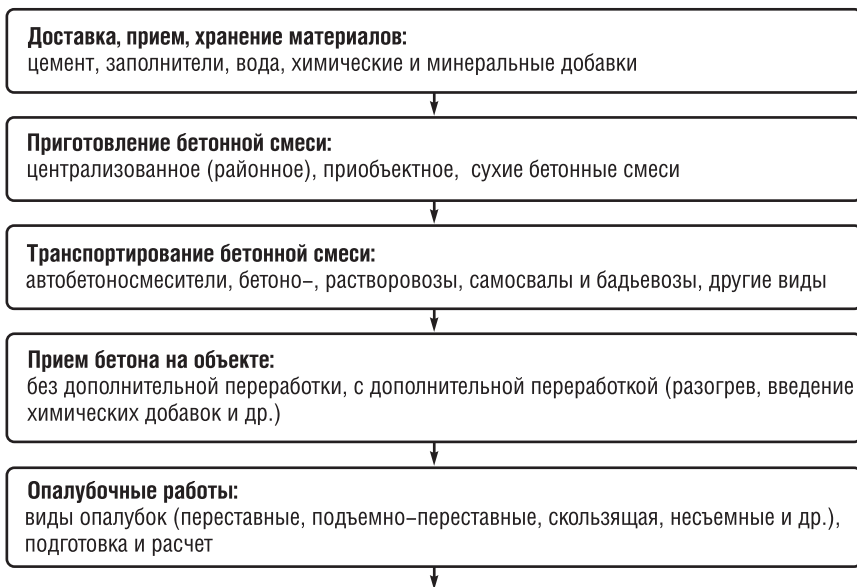 Доставка, прием, хранение материалов:
цемент, заполнители, вода, химические и минеральные добавки
Приготовление бетонной смеси:
централизованное (районное), приобъектное, сухие бетонные смеси
Транспортирование бетонной смеси:
автобетоносмесители, бетоно–, растворовозы, самосвалы и бадьевозы, другие виды
Прием бетона на объекте:
без дополнительной переработки, с дополнительной переработкой (разогрев, введение
химических добавок и др.)
Опалубочные работы:
виды опалубок (переставные, подъемно–переставные, скользящая, несъемные и др.),
подготовка и расчет